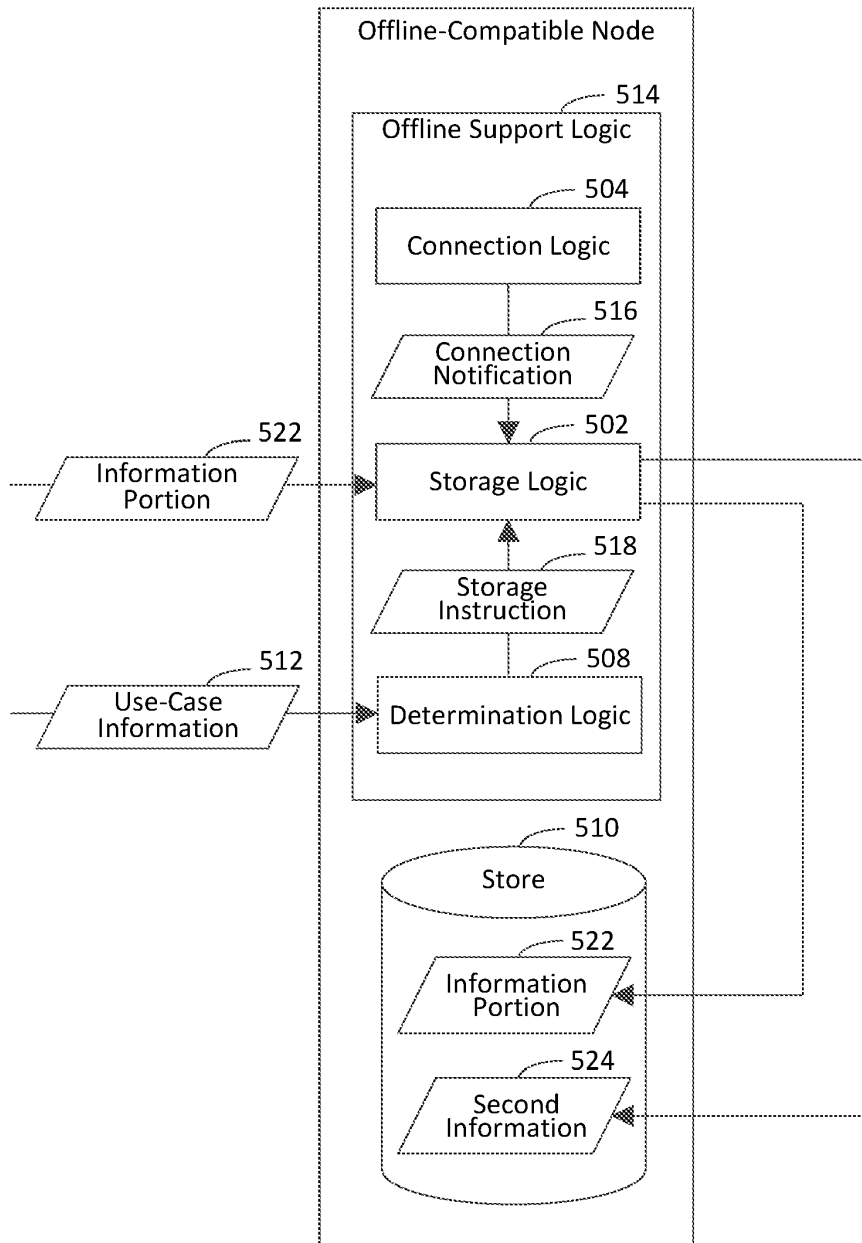 Offline-Compatible Node
514
Offline Support Logic
504
Connection Logic
516
Connection
Notification
522
502
Information
Portion
Storage Logic
518
Storage
Instruction
512
508
Use-Case
Information
Determination Logic
510
Store
522
Information
Portion
524
Second
Information